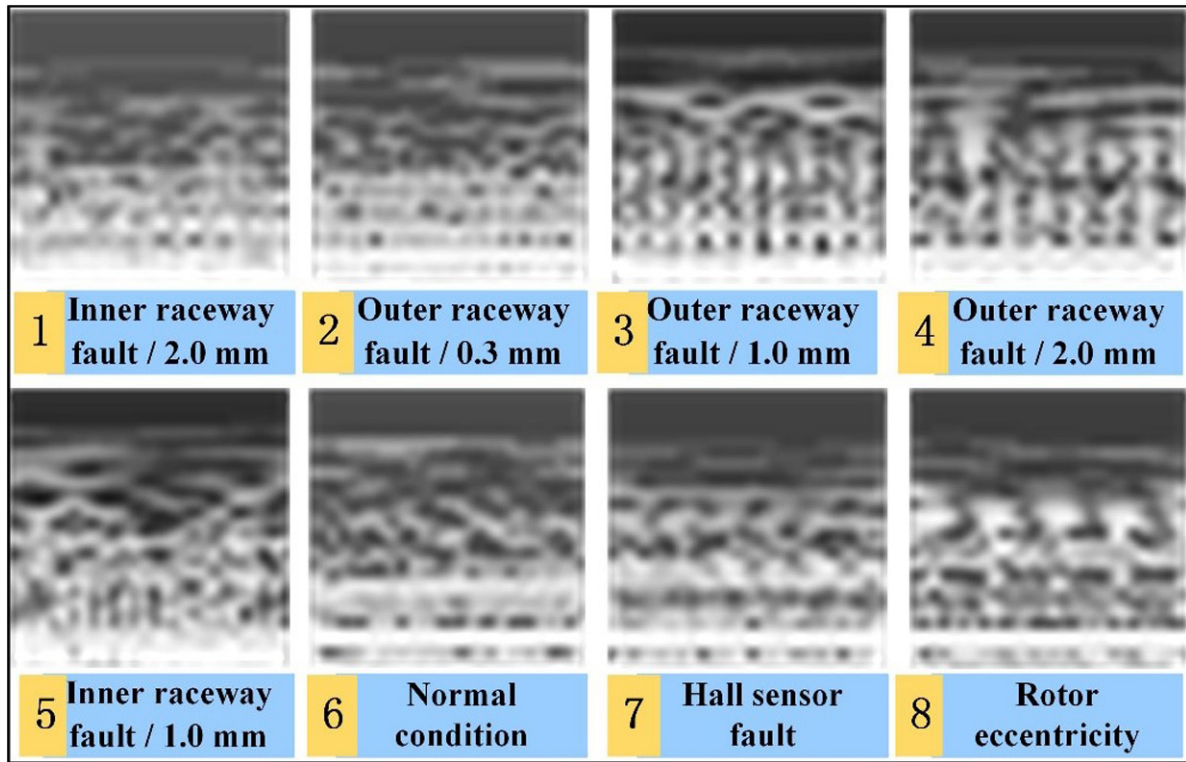 1 Inner raceway
fault / 2.0 mm
2 Outer raceway
fault / 0.3 mm
3 Outer raceway
fault / 1.0 mm
4 Outer raceway
fault / 2.0 mm
5 Inner raceway
fault / 1.0 mm
6 Normal
condition
7 Hall sensor
fault
8 Rotor
eccentricity